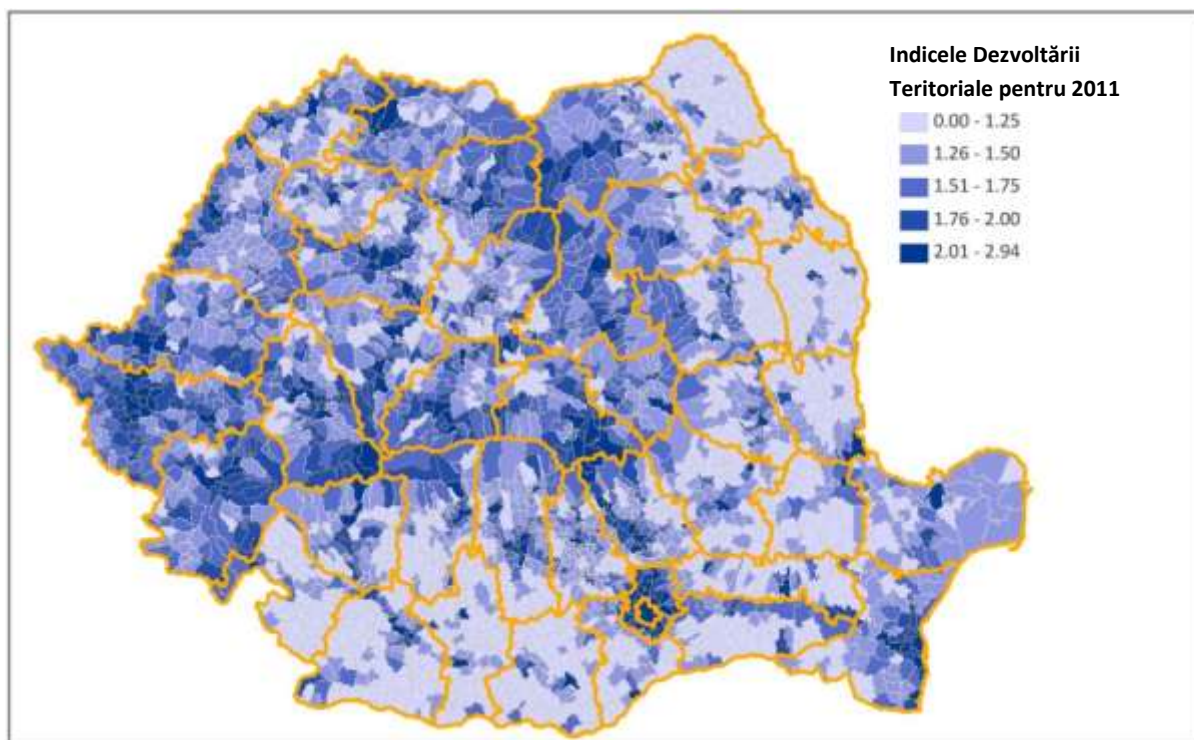 Indicele Dezvoltării
Teritoriale pentru 2011
0.00 - 1.25
1.26 - 1.50
1.51 - 1.75
1.76 - 2.00
2.01 - 2.94